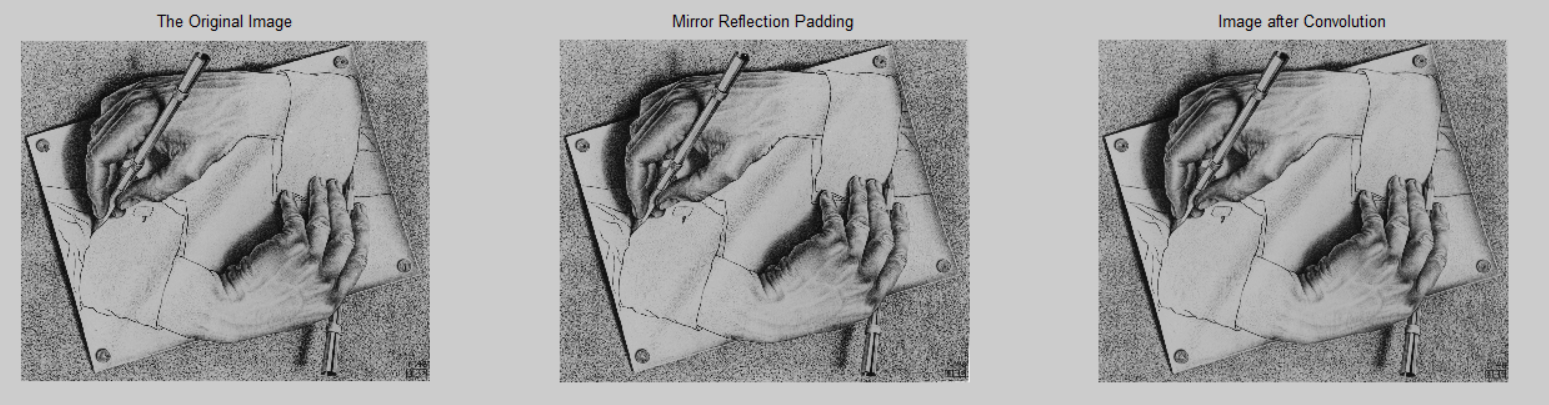 The Original Image
Mirror Reflection Padding
Image after Convolution